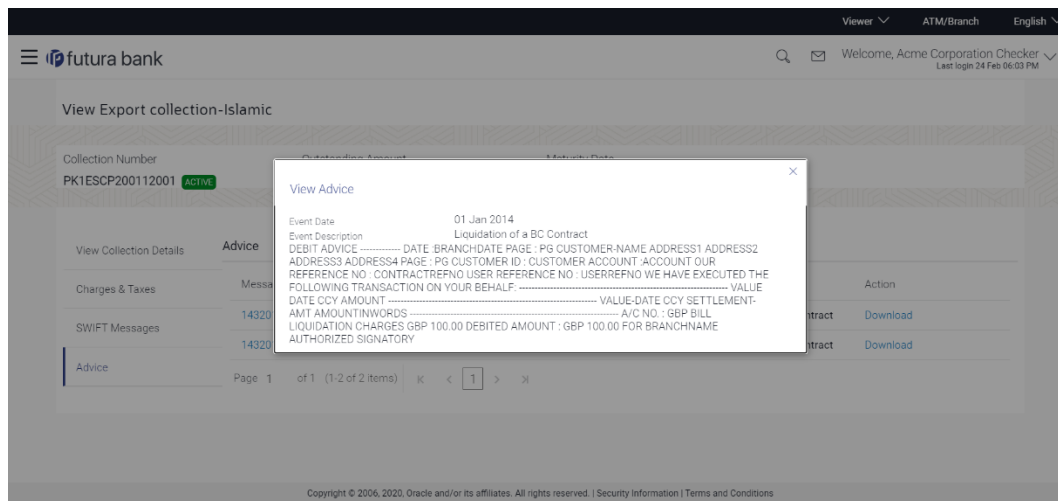 Viewer ATM/Branch English
futura bank
Welcome, Acme Corporation Checker
Last login 24 Feb 06:03 PM
View Export collection-Islamic
Collection Number Outstanding Amount Maturity Date
PK1ESCP200112001 ACTIVE
View Advice
Event Date 01 Jan 2014
Event Description Liquidation of a BC Contract
DEBIT ADVICE ------------- DATE :BRANCHDATE PAGE : PG CUSTOMER-NAME ADDRESS1 ADDRESS2
ADDRESS3 ADDRESS4 PAGE : PG CUSTOMER ID : CUSTOMER ACCOUNT :ACCOUNT OUR
REFERENCE NO : CONTRACTREFNO USER REFERENCE NO : USERREFNO WE HAVE EXECUTED THE
FOLLOWING TRANSACTION ON YOUR BEHALF: ------------------------------------------------------------------ VALUE
DATE CCY AMOUNT ------------------------------------------------------------------ VALUE-DATE CCY SETTLEMENT-
AMT AMOUNTINWORDS ------------------------------------------------------------------ A/C NO. : GBP BILL
LIQUIDATION CHARGES GBP 100.00 DEBITED AMOUNT : GBP 100.00 FOR BRANCHNAME
AUTHORIZED SIGNATORY
View Collection Details
Charges & Taxes
SWIFT Messages
Advice
Advice
Messa Action
14320 ntract Download
14320 ntract Download
Page 1 of 1 (1-2 of 2 items) 1
Copyright © 2006, 2020, Oracle and/or its affiliates. All rights reserved. | Security Information | Terms and Conditions